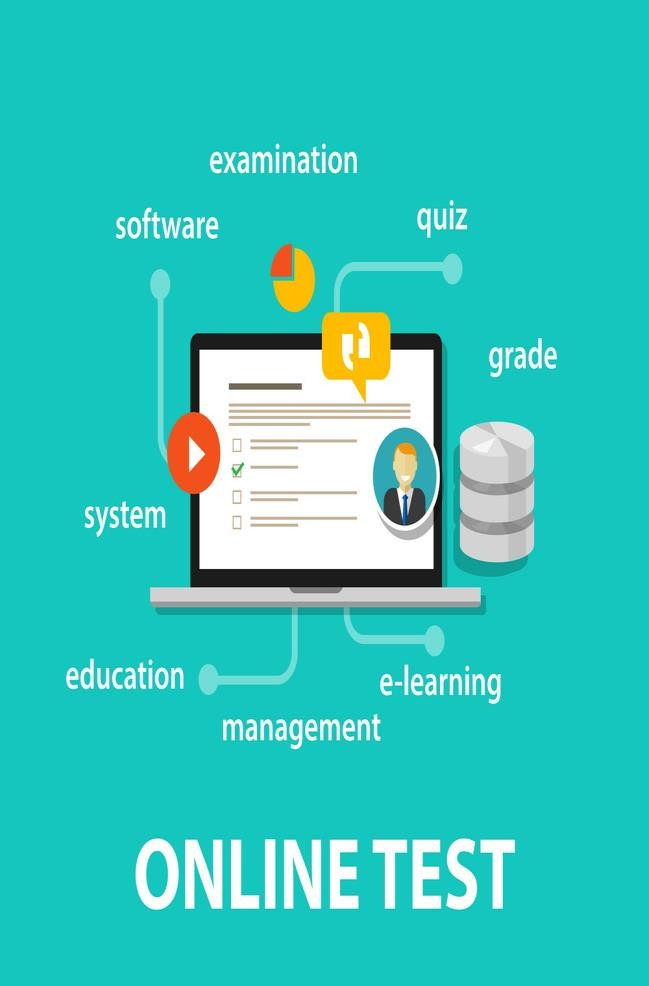 examination
software
quiz
grade
system
education
e-learning
management
ONLINE TEST